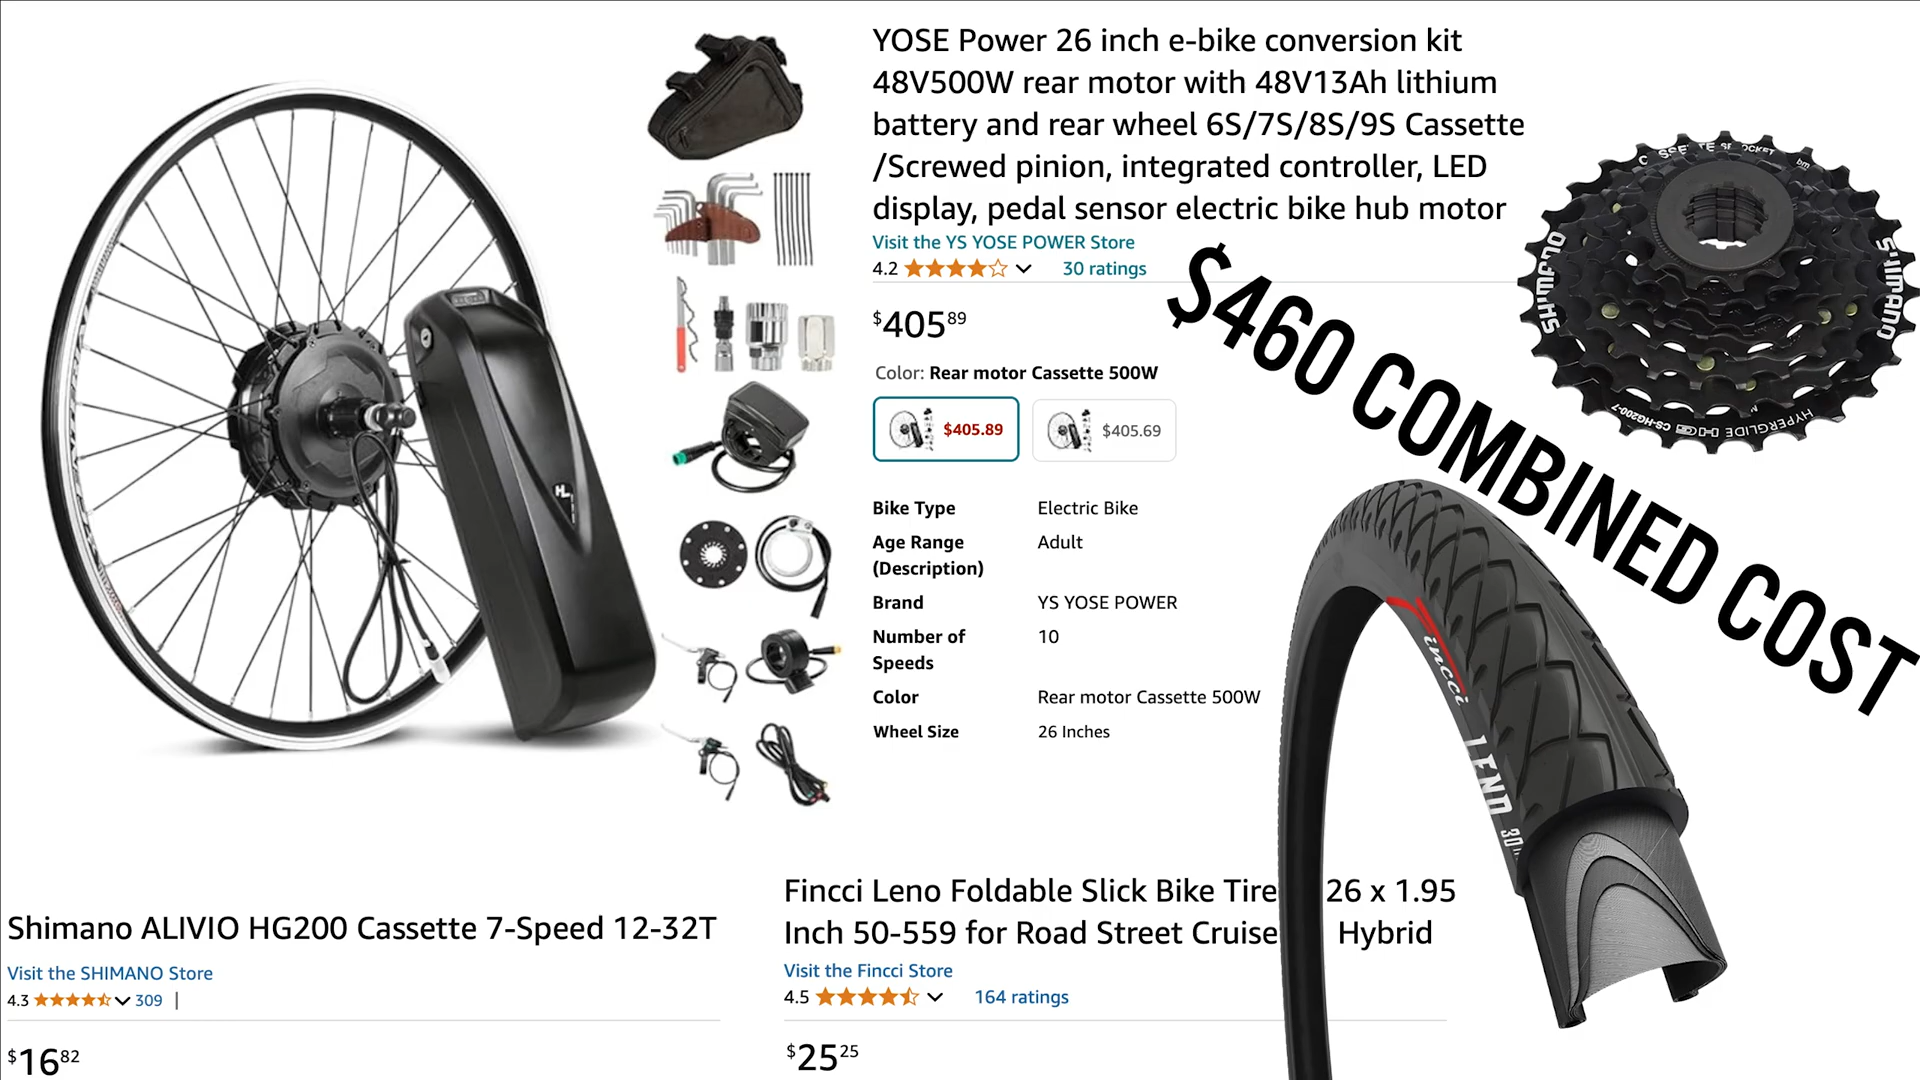 YOSE Power 26 inch e-bike conversion kit
48V500W rear motor with 48V13Ah lithium
battery and rear wheel 6S/7S/8S/9S Cassette
/Screwed pinion, integrated controller, LED
display, pedal sensor electric bike hub motor
Visit the YS YOSE POWER Store
4.2 30 ratings
$405 89
Color: Rear motor Cassette 500W
$405.89 $405.69
Bike Type Electric Bike
Age Range Adult
(Description)
Brand YS YOSE POWER
Number of 10
Speeds
Color Rear motor Cassette 500W
Wheel Size 26 Inches
$460 COMBINED COST
SHIMANO
SHIMANO
HYPERGLIDE
CS-HG200-7
incci
LENO
Shimano ALIVIO HG200 Cassette 7-Speed 12-32T
Visit the SHIMANO Store
4.3 309
$16 82
Fincci Leno Foldable Slick Bike Tire 26 x 1.95
Inch 50-559 for Road Street Cruise Hybrid
Visit the Fincci Store
4.5 164 ratings
$25 25